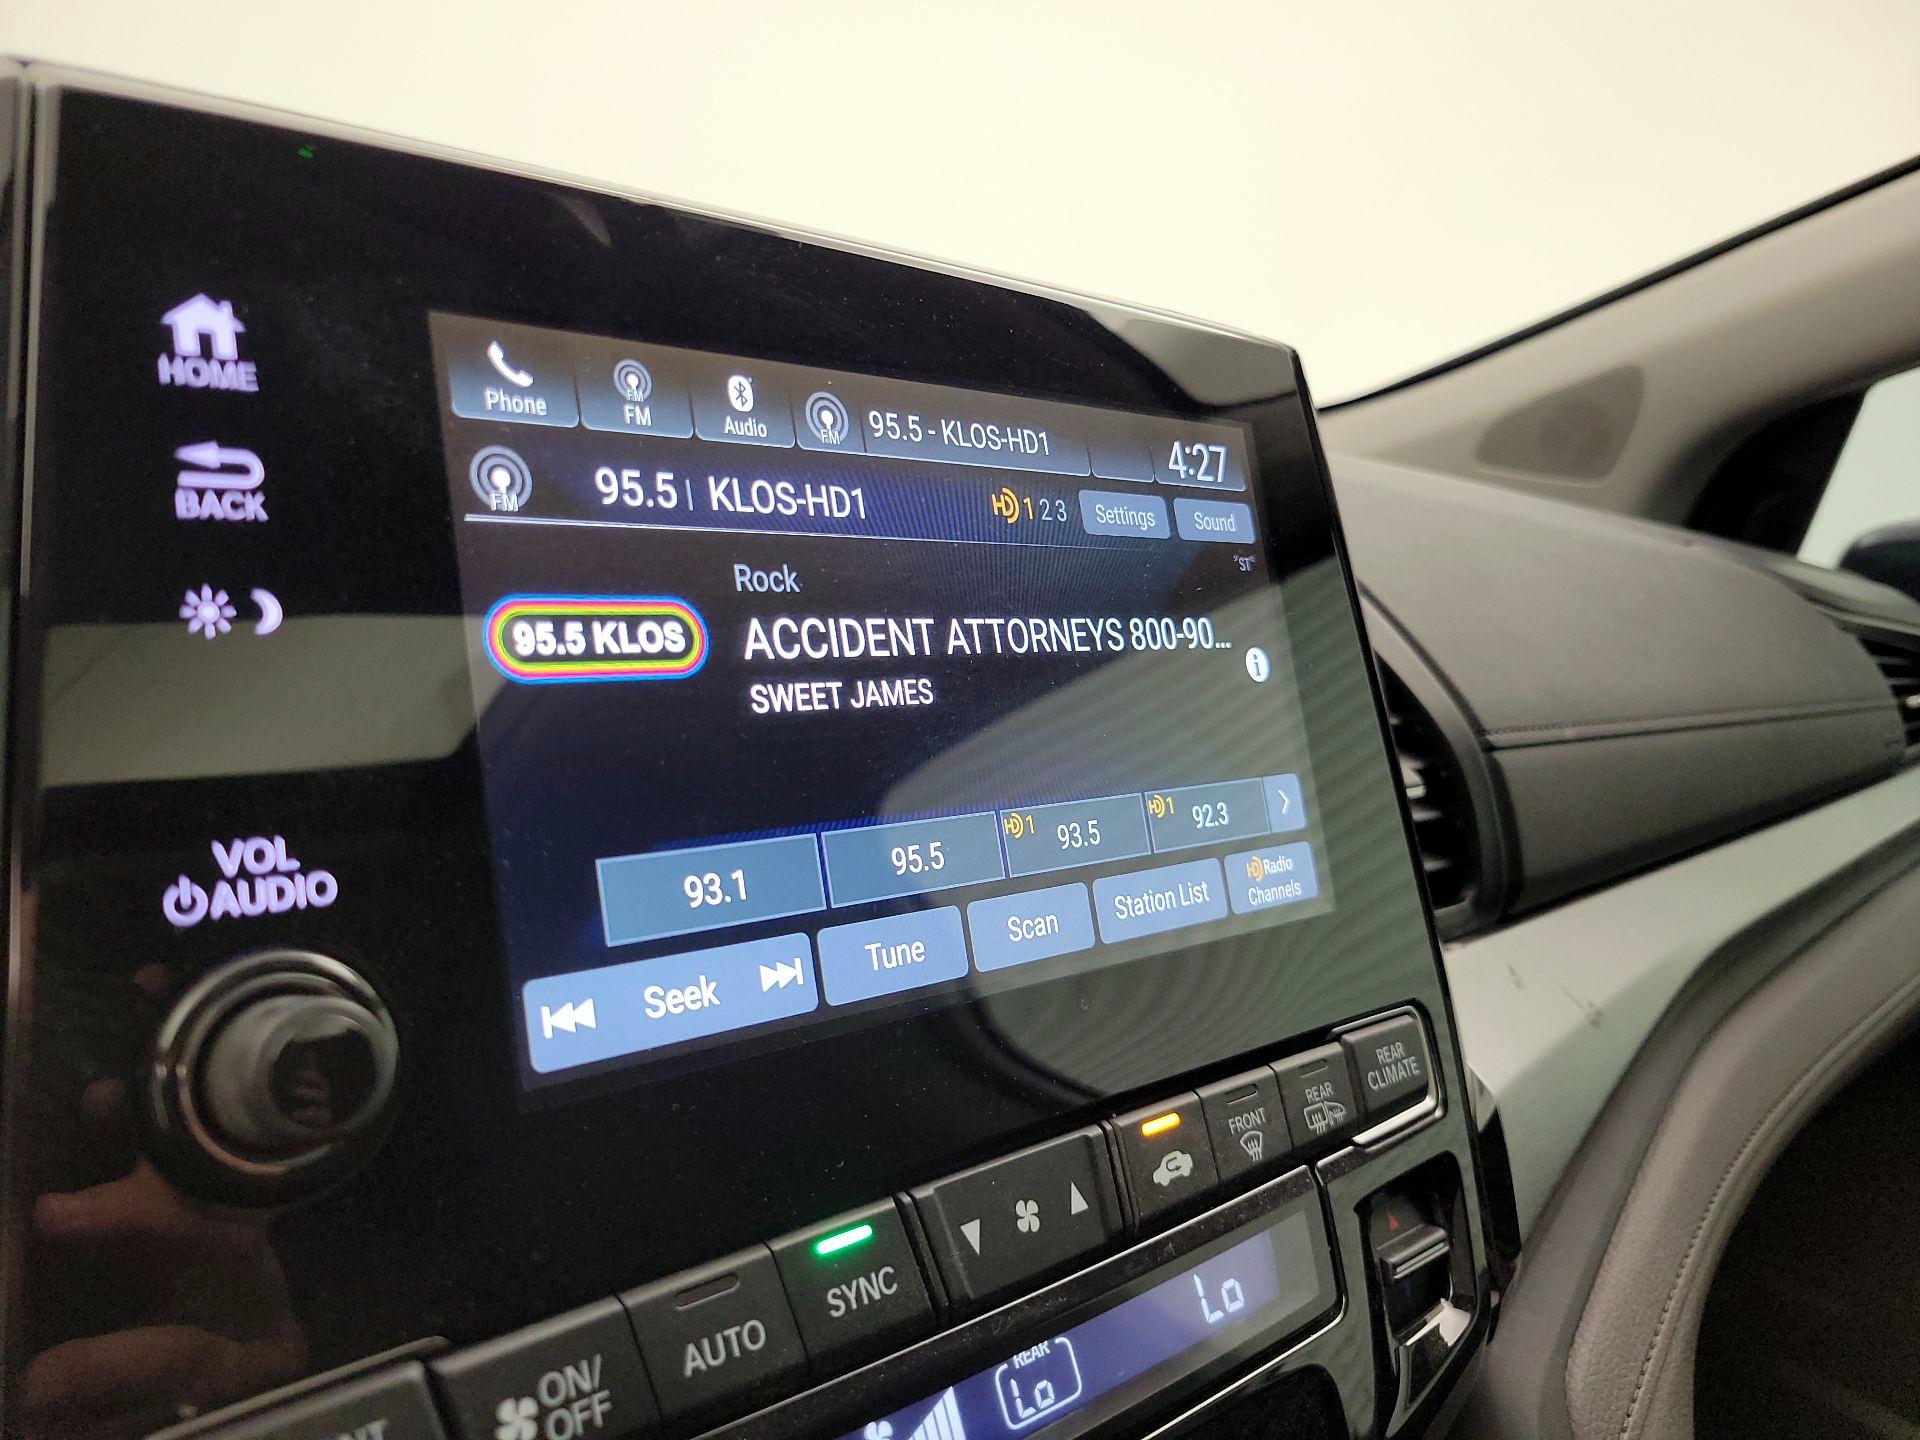 HOME
BACK
VOL
AUDIO
Phone
FM
FM
Audio
FM
95.5 - KLOS-HD1
4:27
FM
95.5 | KLOS-HD1
HD 1 2 3
Settings
Sound
"ST"
Rock
95.5 KLOS
ACCIDENT ATTORNEYS 800-90...
SWEET JAMES
i
93.1
95.5
HD 1
93.5
HD 1
92.3
Seek
Tune
Scan
Station List
HD Radio
Channels
ON/
OFF
AUTO
SYNC
FRONT
REAR
REAR
CLIMATE
REAR
Lo
Lo